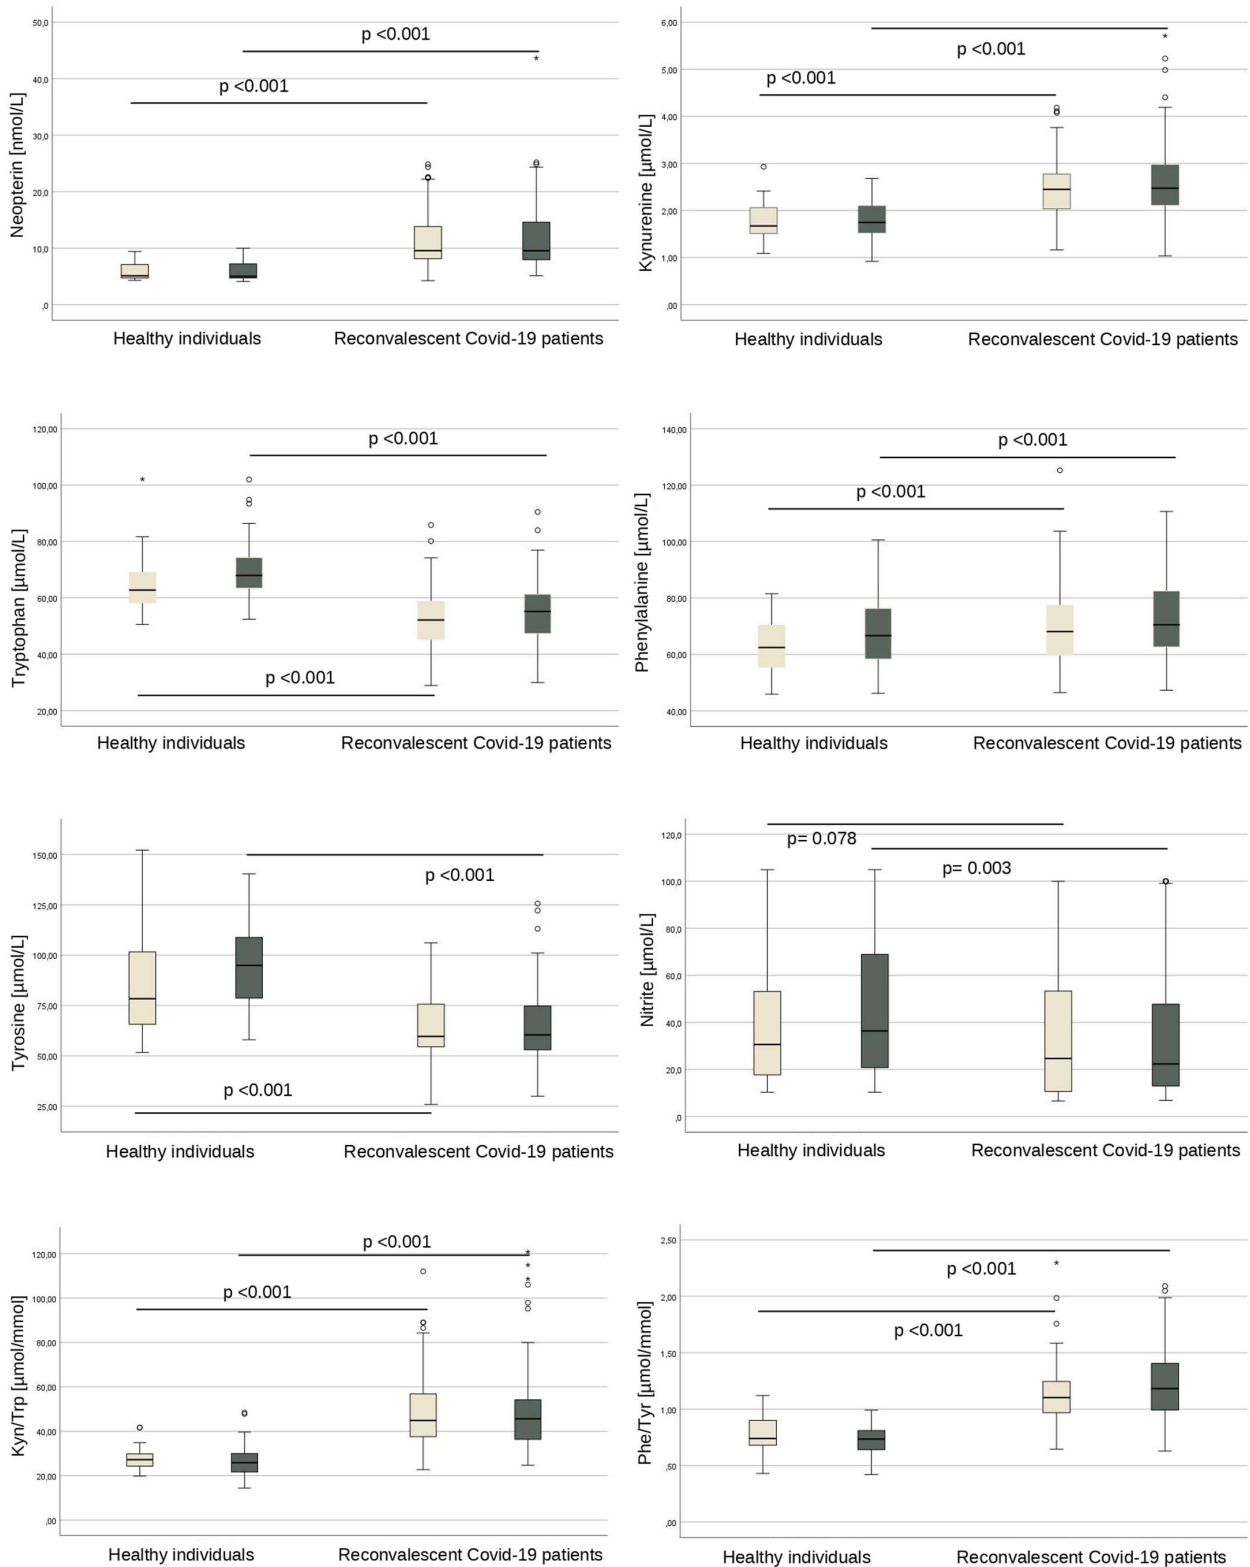 50,0
p <0.001
40,0
p <0.001
30,0
20,0
10,0
,0
Neopterin [nmol/L]
Healthy individuals
Reconvalescent Covid-19 patients
6,00
p <0.001
5,00
p <0.001
4,00
3,00
2,00
1,00
,00
Kynurenine [µmol/L]
Healthy individuals
Reconvalescent Covid-19 patients
120,00
p <0.001
100,00
80,00
60,00
40,00
p <0.001
20,00
Tryptophan [µmol/L]
Healthy individuals
Reconvalescent Covid-19 patients
140,00
p <0.001
120,00
p <0.001
100,00
80,00
60,00
40,00
Phenylalanine [µmol/L]
Healthy individuals
Reconvalescent Covid-19 patients
150,00
p <0.001
125,00
100,00
75,00
50,00
p <0.001
25,00
Tyrosine [µmol/L]
Healthy individuals
Reconvalescent Covid-19 patients
120,0
p= 0.078
p= 0.003
100,0
80,0
60,0
40,0
20,0
,0
Nitrite [µmol/L]
Healthy individuals
Reconvalescent Covid-19 patients
120,00
p <0.001
100,00
p <0.001
80,00
60,00
40,00
20,00
,00
Kyn/Trp [µmol/mmol]
Healthy individuals
Reconvalescent Covid-19 patients
2,50
p <0.001
2,00
p <0.001
1,50
1,00
,50
,00
Phe/Tyr [µmol/mmol]
Healthy individuals
Reconvalescent Covid-19 patients